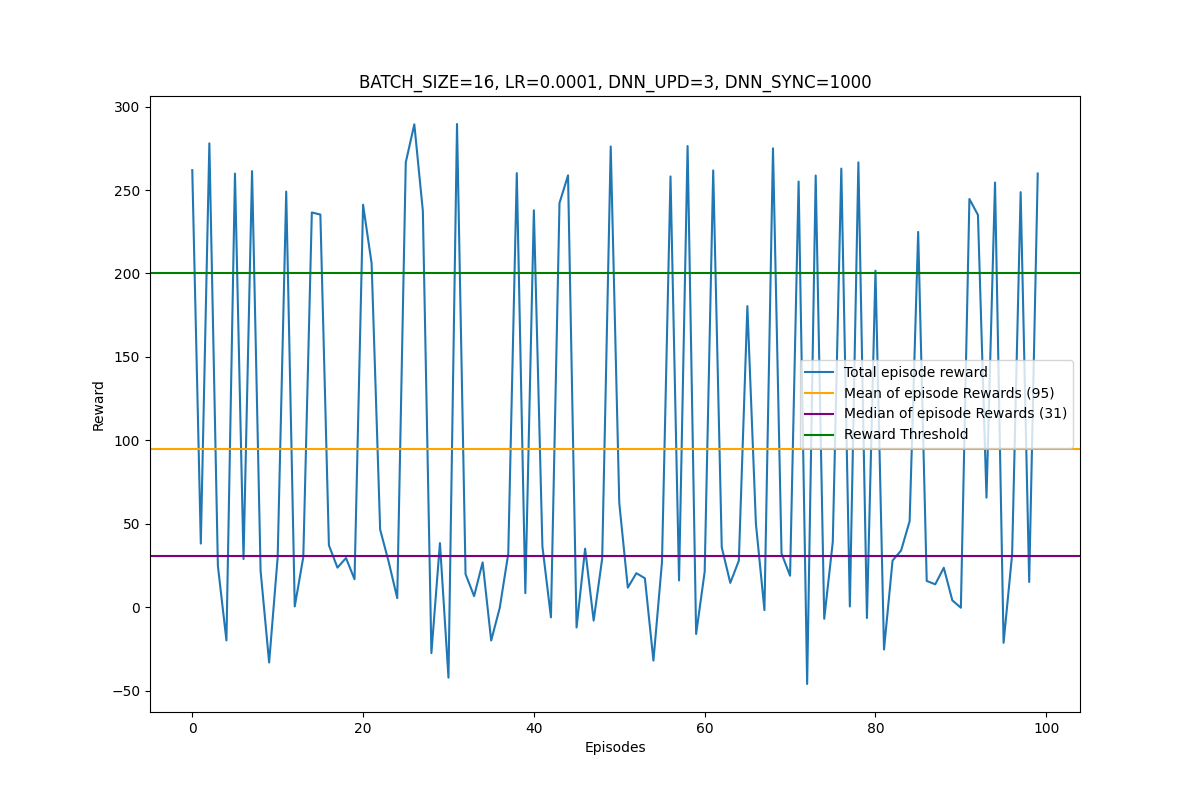 BATCH_SIZE=16, LR=0.0001, DNN_UPD=3, DNN_SYNC=1000
300
250
200
150
100
50
0
−50
Reward
Total episode reward
Mean of episode Rewards (95)
Median of episode Rewards (31)
Reward Threshold
0 20 40 60 80 100
Episodes